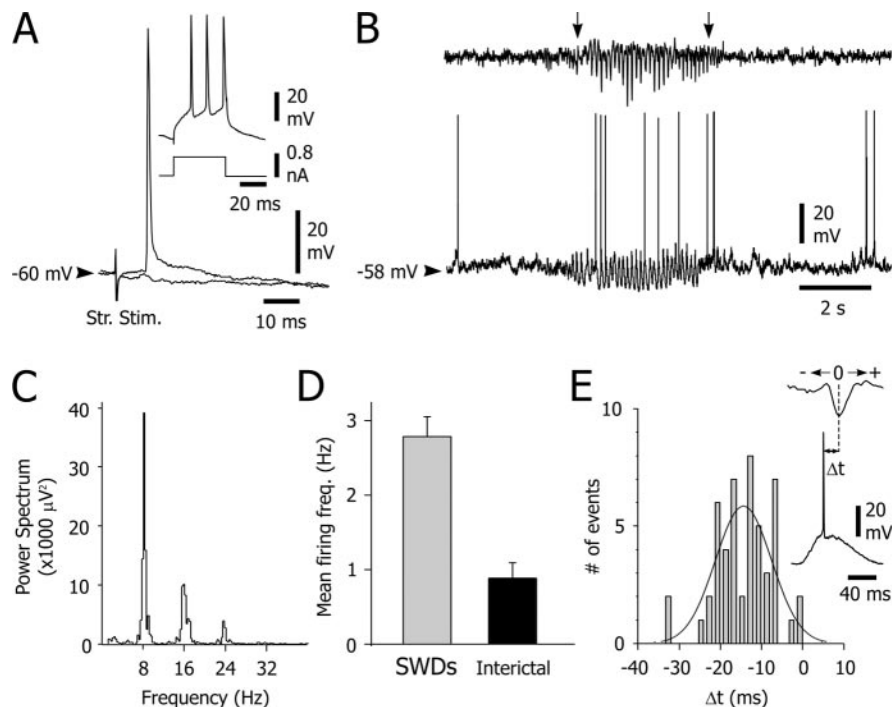 A
20
mV
0.8
nA
20 ms
20
mV
-60 mV
Str. Stim.
10 ms
B
20
mV
-58 mV
2 s
C
Power Spectrum
(x1000 μV²)
40
30
20
10
0
8
16
24
32
Frequency (Hz)
D
Mean firing freq. (Hz)
3
2
1
0
SWDs
Interictal
E
# of events
10
5
0
-40
-30
-20
-10
0
10
Δt (ms)
- 0 +
Δt
20
mV
40 ms